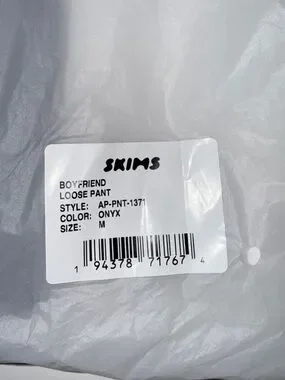 SKIMS
BOYFRIEND
LOOSE PANT
STYLE: AP-PNT-1371
COLOR: ONYX
SIZE: M
1 94378 71767 4